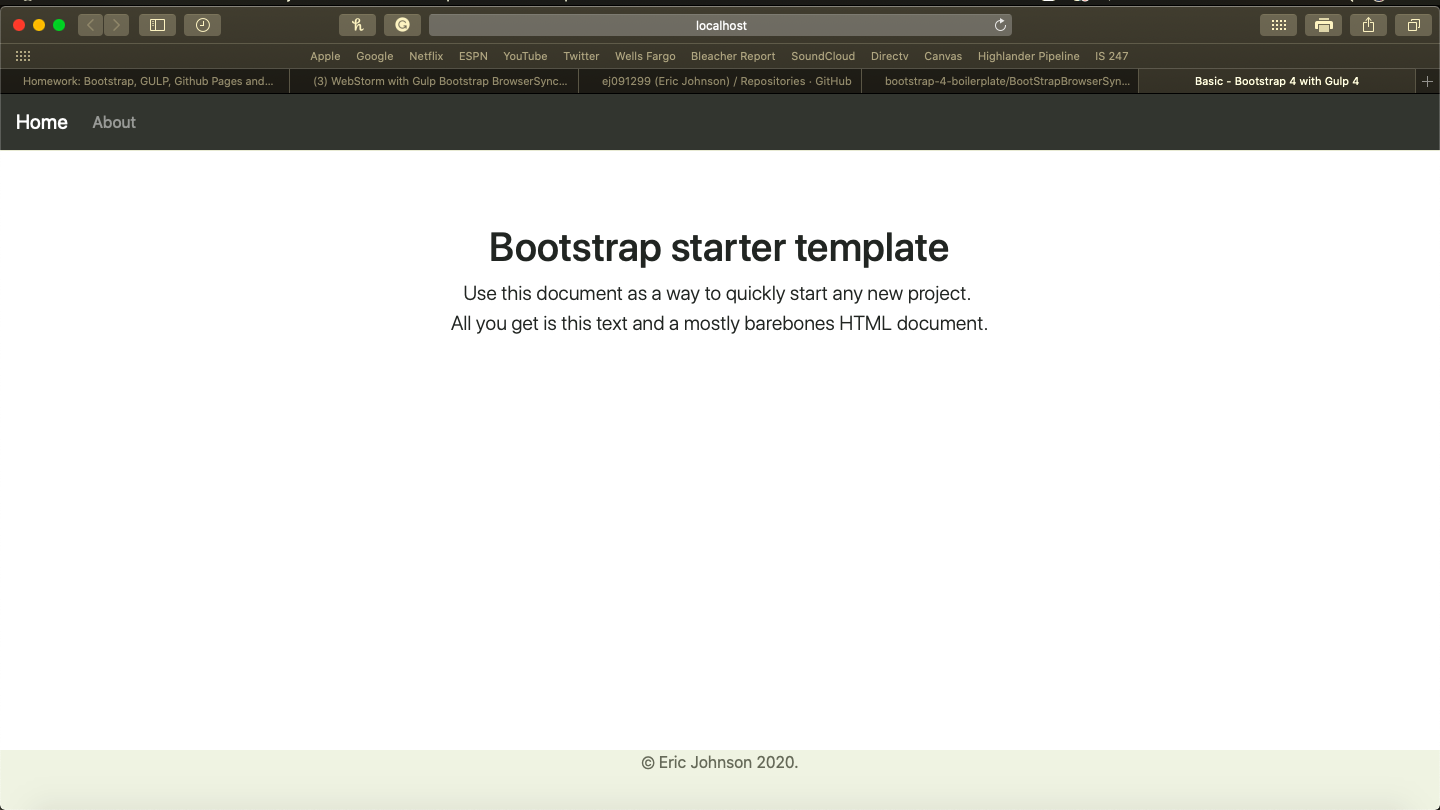 localhost
Apple Google Netflix ESPN YouTube Twitter Wells Fargo Bleacher Report SoundCloud Directv Canvas Highlander Pipeline IS 247
Homework: Bootstrap, GULP, Github Pages and... (3) WebStorm with Gulp Bootstrap BrowserSync... ej091299 (Eric Johnson) / Repositories · GitHub bootstrap-4-boilerplate/BootStrapBrowserSyn... Basic - Bootstrap 4 with Gulp 4
Home About
Bootstrap starter template
Use this document as a way to quickly start any new project.
All you get is this text and a mostly barebones HTML document.
© Eric Johnson 2020.